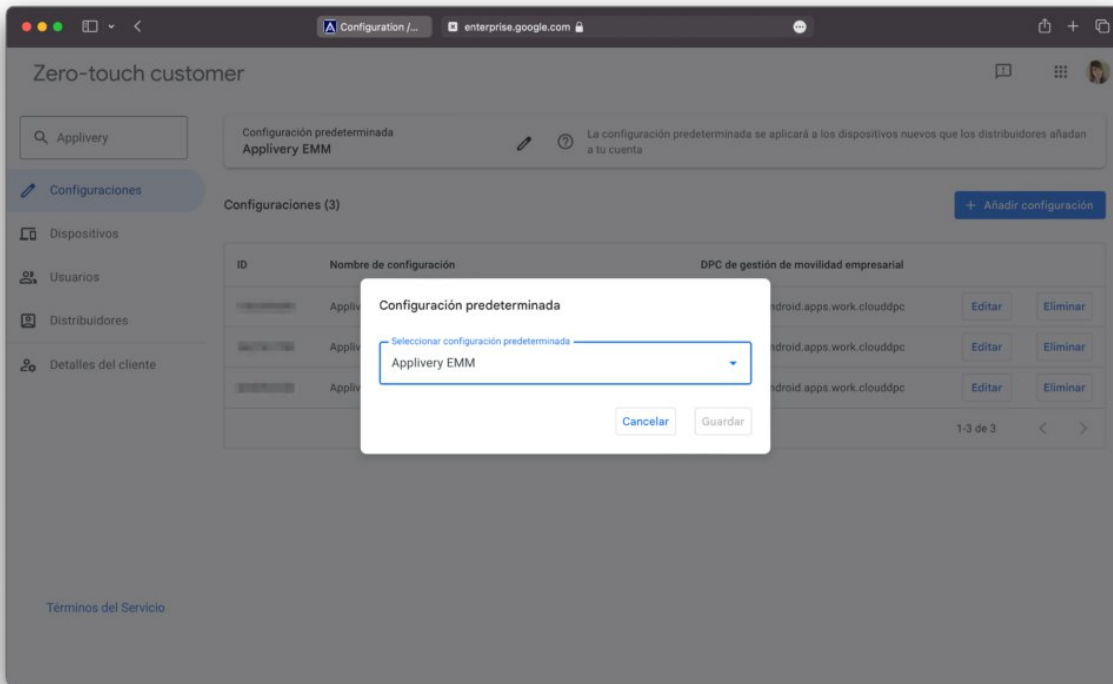 Configuration /...
enterprise.google.com
Zero-touch customer
Applivery
Configuración predeterminada
Applivery EMM
La configuración predeterminada se aplicará a los dispositivos nuevos que los distribuidores añadan
a tu cuenta
Configuraciones
Dispositivos
Usuarios
Distribuidores
Detalles del cliente
Términos del Servicio
Configuraciones (3)
+ Añadir configuración
ID Nombre de configuración DPC de gestión de movilidad empresarial
Appliv ndroid.apps.work.clouddpc Editar Eliminar
Appliv ndroid.apps.work.clouddpc Editar Eliminar
Appliv ndroid.apps.work.clouddpc Editar Eliminar
1-3 de 3
Configuración predeterminada
Seleccionar configuración predeterminada
Applivery EMM
Cancelar Guardar